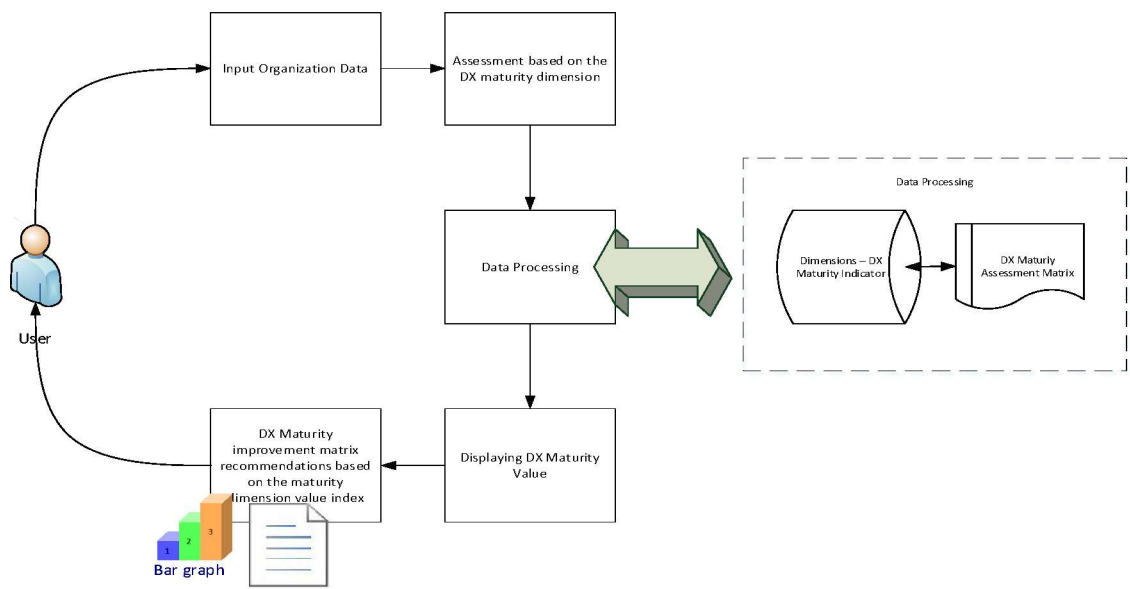 Input Organization Data
Assessment based on the
DX maturity dimension
Data Processing
Dimensions – DX
Maturity Indicator
DX Maturiy
Assessment Matrix
Data Processing
User
DX Maturity
improvement matrix
recommendations based
on the maturity
dimension value index
Displaying DX Maturity
Value
1
2
3
Bar graph